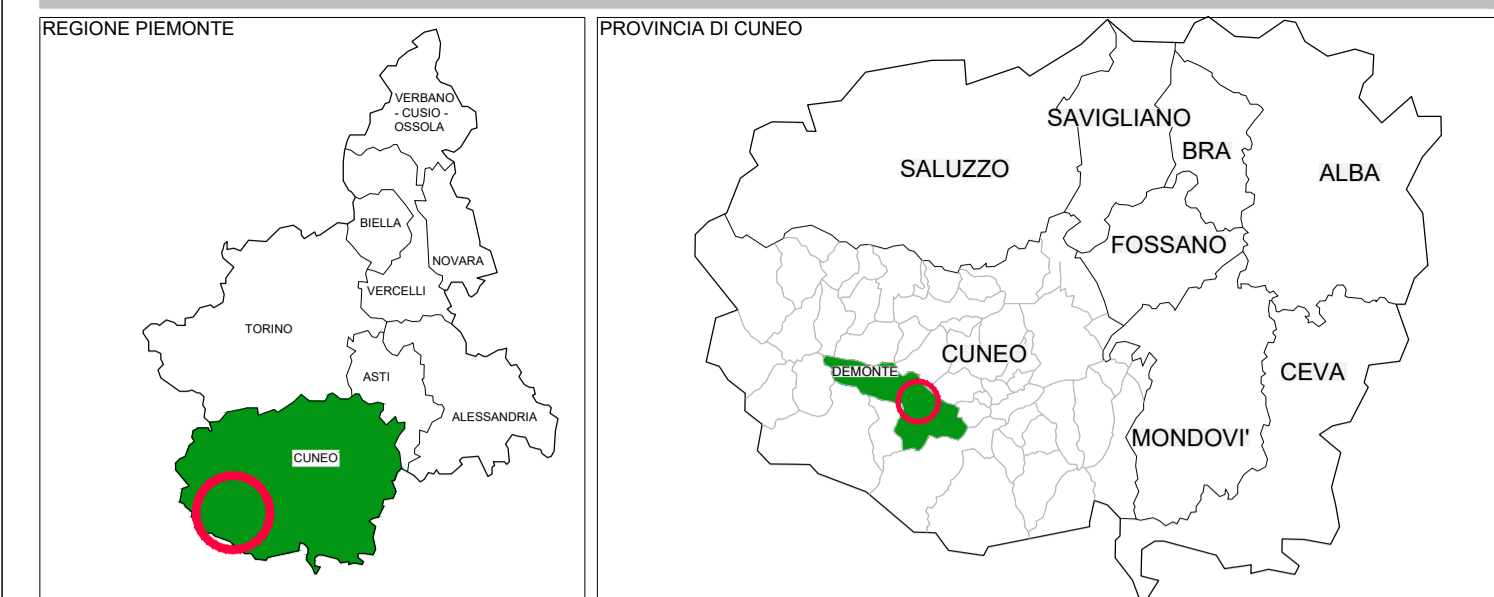 REGIONE PIEMONTE
VERBANO
- CUSIO -
OSSOLA
BIELLA
NOVARA
VERCELLI
TORINO
ASTI
ALESSANDRIA
CUNEO
PROVINCIA DI CUNEO
SAVIGLIANO
BRA
SALUZZO
ALBA
FOSSANO
CUNEO
DEMONTE
CEVA
MONDOVI'